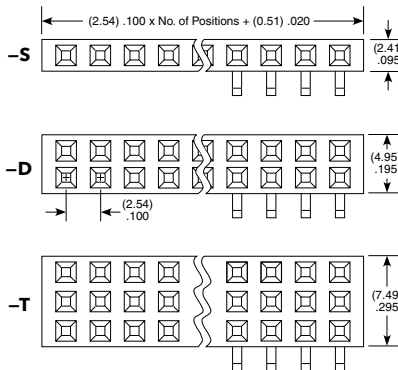 (2.54) .100 x No. of Positions + (0.51) .020
–S
(2.41
.095
–D
(4.95
.195
(2.54)
.100
–T
(7.49
.295